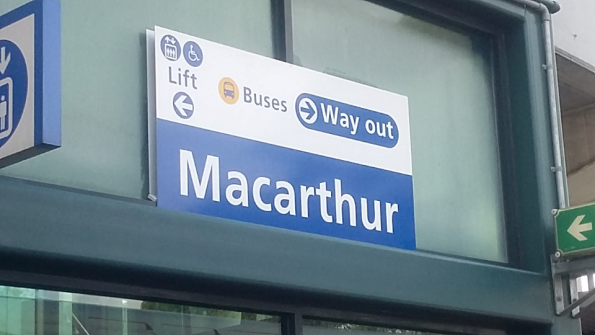 Lift
Buses
Way out
Macarthur